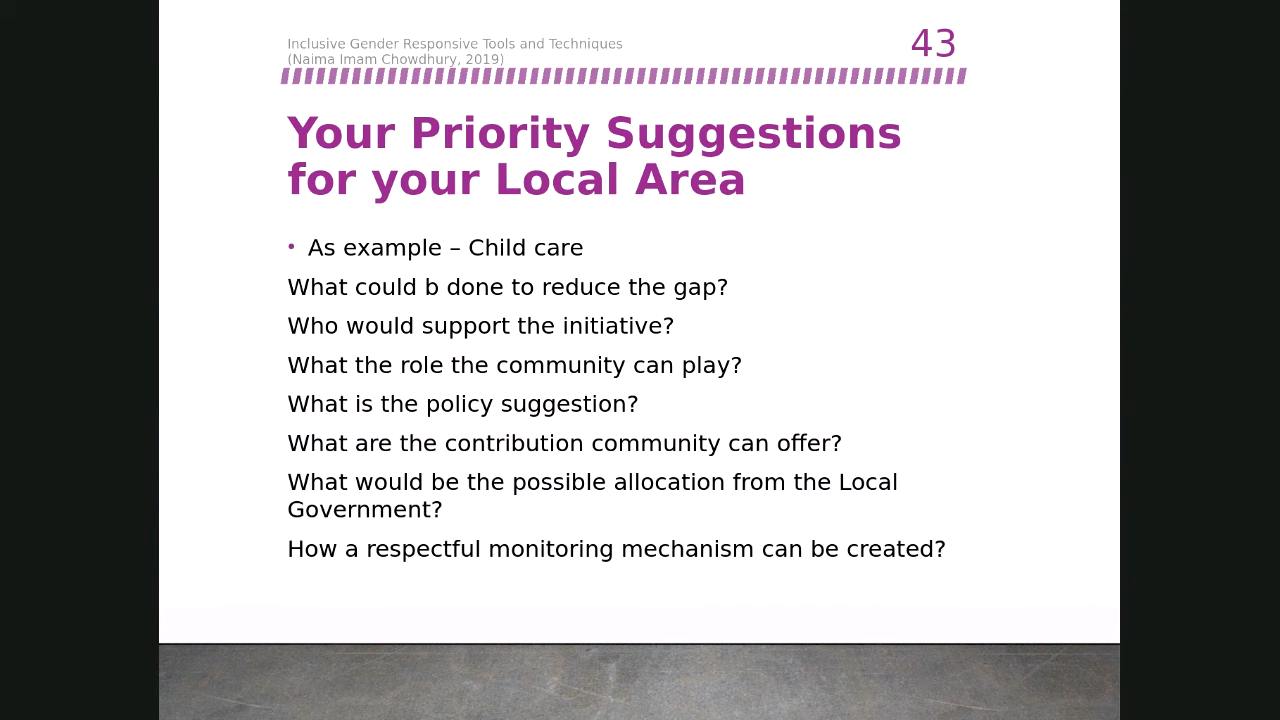 Inclusive Gender Responsive Tools and Techniques
(Naima Imam Chowdhury, 2019)
43
Your Priority Suggestions
for your Local Area
• As example – Child care
What could b done to reduce the gap?
Who would support the initiative?
What the role the community can play?
What is the policy suggestion?
What are the contribution community can offer?
What would be the possible allocation from the Local
Government?
How a respectful monitoring mechanism can be created?